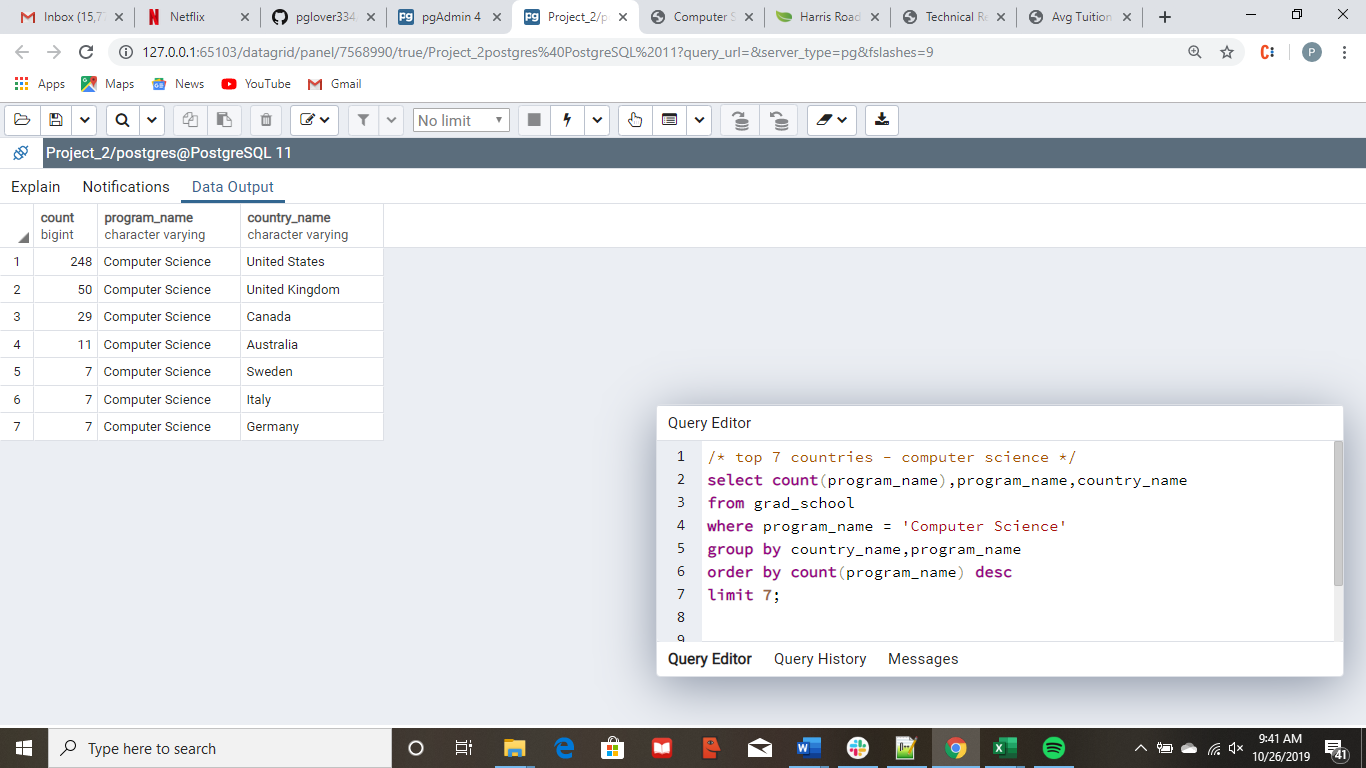 Inbox (15,77
Netflix
pglover334
pgAdmin 4
Project_2/p
Computer S
Harris Road
Technical Re
Avg Tuition
127.0.0.1:65103/datagrid/panel/7568990/true/Project_2postgres%40PostgreSQL%2011?query_url=&server_type=pg&fslashes=9
P
Apps
Maps
News
YouTube
Gmail
No limit
Project_2/postgres@PostgreSQL 11
Explain
Notifications
Data Output
count program_name country_name
bigint character varying character varying
1 248 Computer Science United States
2 50 Computer Science United Kingdom
3 29 Computer Science Canada
4 11 Computer Science Australia
5 7 Computer Science Sweden
6 7 Computer Science Italy
7 7 Computer Science Germany
Query Editor
1 /* top 7 countries - computer science */
2 select count(program_name),program_name,country_name
3 from grad_school
4 where program_name = 'Computer Science'
5 group by country_name,program_name
6 order by count(program_name) desc
7 limit 7;
8
9
Query Editor Query History Messages
Type here to search
9:41 AM
10/26/2019
41